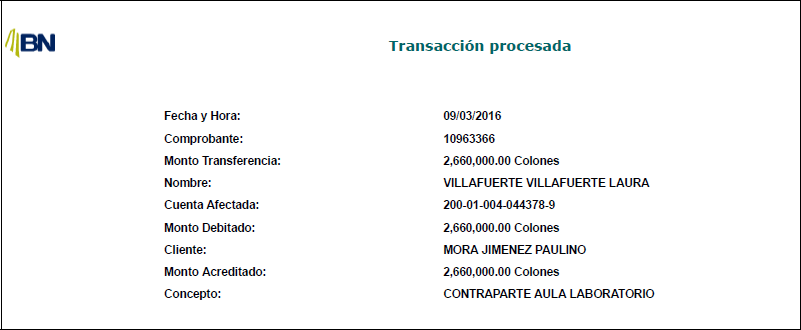 BN
Transacción procesada
Fecha y Hora: 09/03/2016
Comprobante: 10963366
Monto Transferencia: 2,660,000.00 Colones
Nombre: VILLAFUERTE VILLAFUERTE LAURA
Cuenta Afectada: 200-01-004-044378-9
Monto Debitado: 2,660,000.00 Colones
Cliente: MORA JIMENEZ PAULINO
Monto Acreditado: 2,660,000.00 Colones
Concepto: CONTRAPARTE AULA LABORATORIO